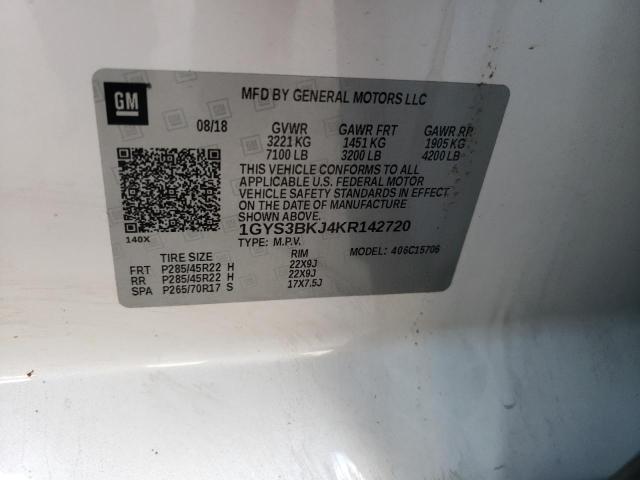 GM
MFD BY GENERAL MOTORS LLC
08/18 GVWR GAWR FRT GAWR RR
3221 KG 1451 KG 1905 KG
7100 LB 3200 LB 4200 LB
THIS VEHICLE CONFORMS TO ALL
APPLICABLE U.S. FEDERAL MOTOR
VEHICLE SAFETY STANDARDS IN EFFECT
ON THE DATE OF MANUFACTURE
SHOWN ABOVE.
1GYS3BKJ4KR142720
140X
TYPE: M.P.V. MODEL: 406C15706
TIRE SIZE RIM
FRT P285/45R22 H 22X9J
RR P285/45R22 H 22X9J
SPA P265/70R17 S 17X7.5J